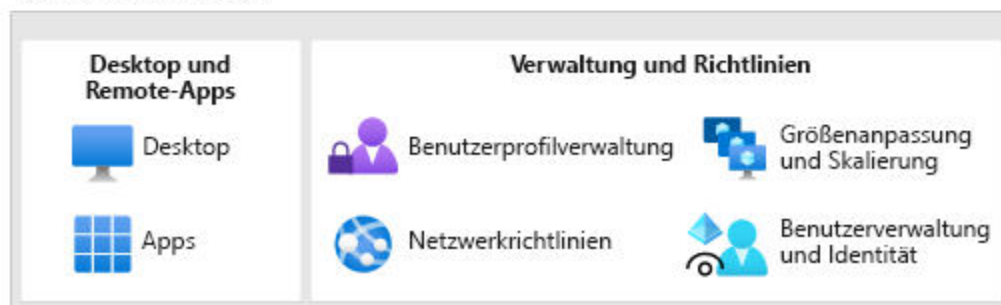 Desktop und
Remote-Apps
Desktop
Apps
Verwaltung und Richtlinien
Benutzerprofilverwaltung
Größenanpassung
und Skalierung
Netzwerkrichtlinien
Benutzerverwaltung
und Identität